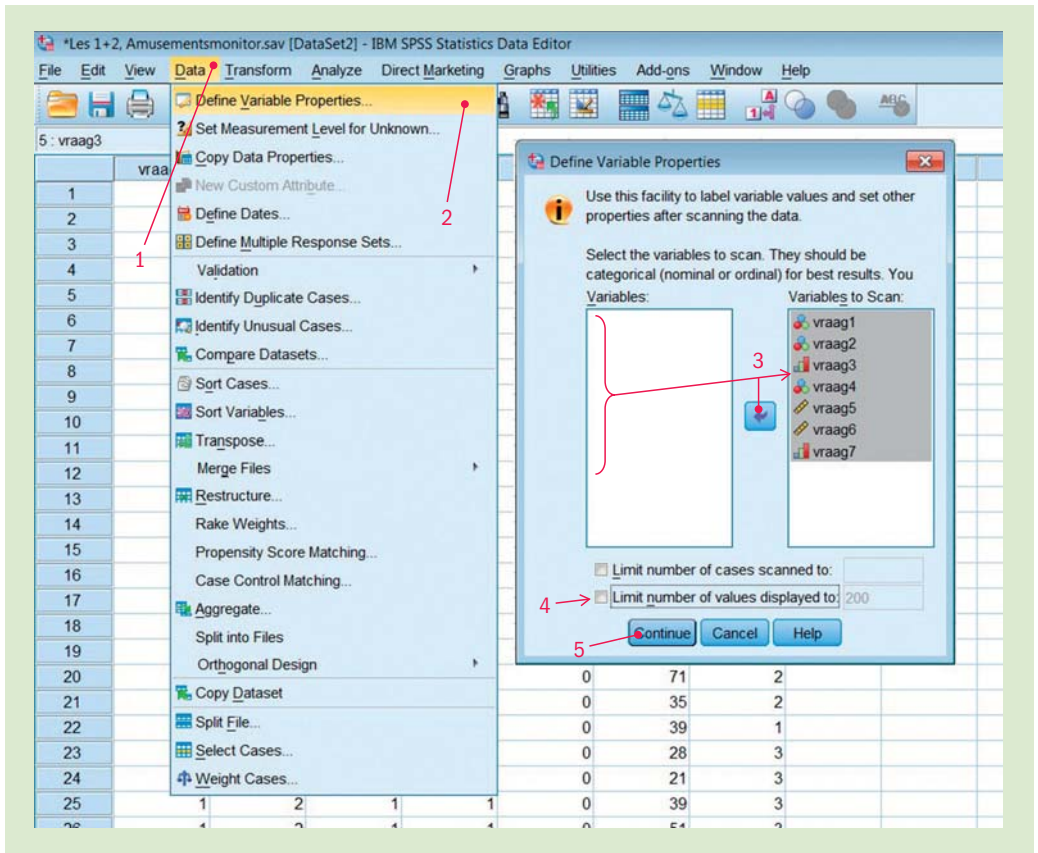 *Les 1+2, Amusementsmonitor.sav [DataSet2] - IBM SPSS Statistics Data Editor
File Edit View Data Transform Analyze Direct Marketing Graphs Utilities Add-ons Window Help
5 : vraag3
vraa
Define Variable Properties...
Set Measurement Level for Unknown...
Copy Data Properties...
New Custom Attribute...
Define Dates...
Define Multiple Response Sets...
Validation
Identify Duplicate Cases...
Identify Unusual Cases...
Compare Datasets...
Sort Cases...
Sort Variables...
Transpose...
Merge Files
Restructure...
Rake Weights...
Propensity Score Matching...
Case Control Matching...
Aggregate...
Split into Files
Orthogonal Design
Copy Dataset
Split File...
Select Cases...
Weight Cases...
1
2
Define Variable Properties
Use this facility to label variable values and set other
properties after scanning the data.
Select the variables to scan. They should be
categorical (nominal or ordinal) for best results. You
Variables:
Variables to Scan:
vraag1
vraag2
vraag3
vraag4
vraag5
vraag6
vraag7
3
Limit number of cases scanned to:
4
Limit number of values displayed to: 200
5
Continue Cancel Help
1
2
3
4
5
6
7
8
9
10
11
12
13
14
15
16
17
18
19
20 0 71 2
21 0 35 2
22 0 39 1
23 0 28 3
24 0 21 3
25 1 2 1 1 0 39 3